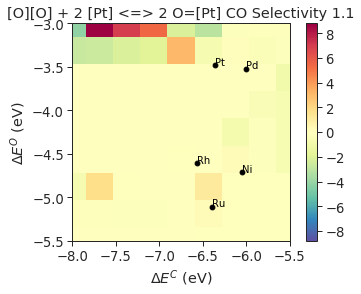 [O][O] + 2 [Pt] <=> 2 O=[Pt] CO Selectivity 1.1
−3.0
−3.5
−4.0
−4.5
−5.0
−5.5
ΔE^O (eV)
Pt
Pd
Rh
Ni
Ru
−8.0 −7.5 −7.0 −6.5 −6.0 −5.5
ΔE^C (eV)
8
6
4
2
0
−2
−4
−6
−8